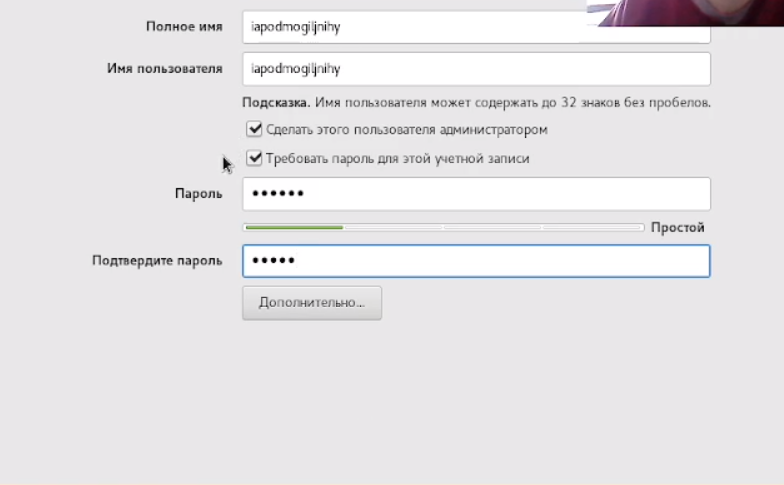 Полное имя iapodmogiljnihy
Имя пользователя iapodmogiljnihy
Подсказка. Имя пользователя может содержать до 32 знаков без пробелов.
Сделать этого пользователя администратором
Требовать пароль для этой учетной записи
Пароль ••••••
Простой
Подтвердите пароль •••••
Дополнительно...